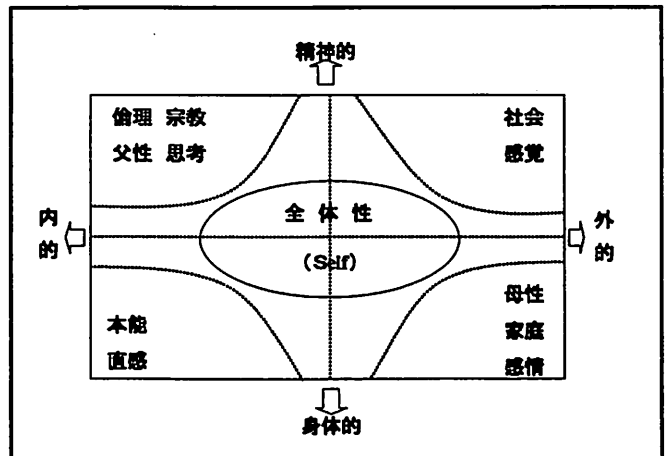 精神的
倫理 宗教
父性 思考
社会
感覚
内的
全体性
(Self)
外的
本能
直感
母性
家庭
感情
身体的